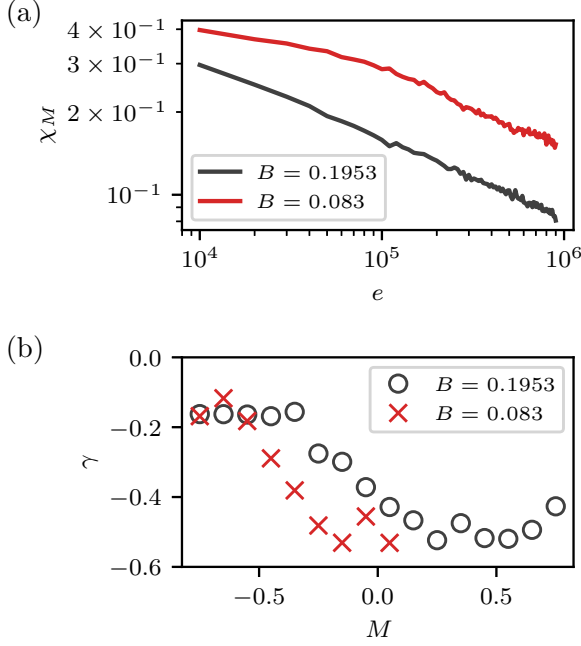 (a)
4 × 10⁻¹
3 × 10⁻¹
2 × 10⁻¹
10⁻¹
χM
B = 0.1953
B = 0.083
10⁴
10⁵
10⁶
e
(b)
0.0
−0.2
−0.4
−0.6
γ
B = 0.1953
B = 0.083
−0.5
0.0
0.5
M